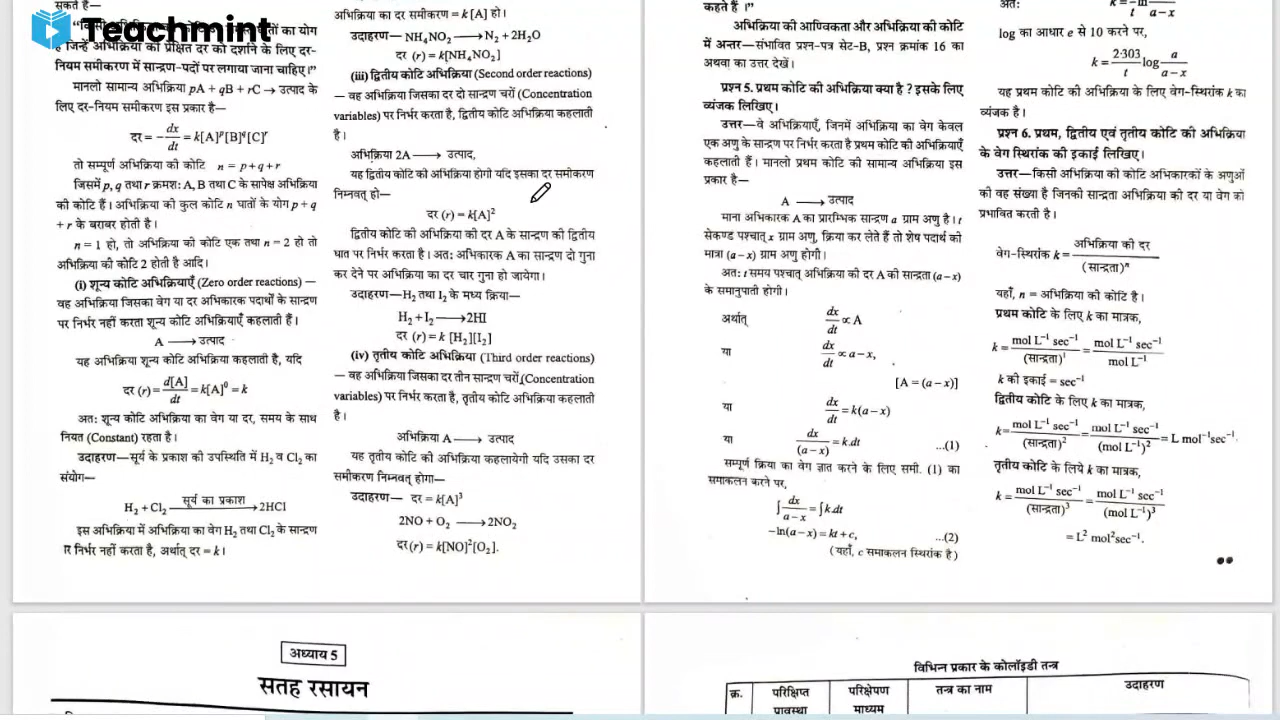 Teachmint
सकते हैं—
घातों का योग
है जिन्हें अभिक्रिया की प्रेक्षित दर को दर्शाने के लिए दर-
नियम समीकरण में सान्द्रण-पदों पर लगाया जाना चाहिए।”
मानलो सामान्य अभिक्रिया pA + qB + rC → उत्पाद के
लिए दर-नियम समीकरण इस प्रकार है—
दर = - dx/dt = k[A]ᵖ[B]ᑫ[C]ʳ
तो सम्पूर्ण अभिक्रिया की कोटि n = p+q+r
जिसमें p, q तथा r क्रमश: A, B तथा C के सापेक्ष अभिक्रिया
की कोटि हैं। अभिक्रिया की कुल कोटि n घातों के योग p + q
+ r के बराबर होती है।
n = 1 हो, तो अभिक्रिया की कोटि एक तथा n = 2 हो तो
अभिक्रिया की कोटि 2 होती है आदि।
(i) शून्य कोटि अभिक्रियाएँ (Zero order reactions) —
वह अभिक्रिया जिसका वेग या दर अभिकारक पदार्थों के सान्द्रण
पर निर्भर नहीं करता शून्य कोटि अभिक्रियाएँ कहलाती हैं।
A ⟶ उत्पाद
यह अभिक्रिया शून्य कोटि अभिक्रिया कहलाती है, यदि
दर (r) = d[A]/dt = k[A]⁰ = k
अत: शून्य कोटि अभिक्रिया का वेग या दर, समय के साथ
नियत (Constant) रहता है।
उदाहरण—सूर्य के प्रकाश की उपस्थिति में H₂ व Cl₂ का
संयोग—
H₂ + Cl₂ सूर्य का प्रकाश ⟶ 2HCl
इस अभिक्रिया में अभिक्रिया का वेग H₂ तथा Cl₂ के सान्द्रण
पर निर्भर नहीं करता है, अर्थात् दर = k।
अभिक्रिया का दर समीकरण = k [A] हो।
उदाहरण— NH₄NO₂ ⟶ N₂ + 2H₂O
दर (r) = k[NH₄NO₂]
(iii) द्वितीय कोटि अभिक्रिया (Second order reactions)
— वह अभिक्रिया जिसका दर दो सान्द्रण चरों (Concentration
variables) पर निर्भर करता है, द्वितीय कोटि अभिक्रिया कहलाती
है।
अभिक्रिया 2A ⟶ उत्पाद,
यह द्वितीय कोटि की अभिक्रिया होगी यदि इसका दर समीकरण
निम्नवत् हो—
दर (r) = k[A]²
द्वितीय कोटि की अभिक्रिया की दर A के सान्द्रण की द्वितीय
घात पर निर्भर करता है। अत: अभिकारक A का सान्द्रण दो गुना
कर देने पर अभिक्रिया का दर चार गुना हो जायेगा।
उदाहरण—H₂ तथा I₂ के मध्य क्रिया—
H₂ + I₂ ⟶ 2HI
दर (r) = k [H₂][I₂]
(iv) तृतीय कोटि अभिक्रिया (Third order reactions)
— वह अभिक्रिया जिसका दर तीन सान्द्रण चरों (Concentration
variables) पर निर्भर करता है, तृतीय कोटि अभिक्रिया कहलाती
है।
अभिक्रिया A ⟶ उत्पाद
यह तृतीय कोटि की अभिक्रिया कहलायेगी यदि उसका दर
समीकरण निम्नवत् होगा—
उदाहरण— दर = k[A]³
2NO + O₂ ⟶ 2NO₂
दर (r) = k[NO]²[O₂].
कहते हैं ।”
अभिक्रिया की आण्विकता और अभिक्रिया की कोटि
में अन्तर—संभावित प्रश्न-पत्र सेट-B, प्रश्न क्रमांक 16 का
अथवा का उत्तर देखें।
प्रश्न 5. प्रथम कोटि की अभिक्रिया क्या है ? इसके लिए
व्यंजक लिखिए।
उत्तर—वे अभिक्रियाएँ, जिनमें अभिक्रिया का वेग केवल
एक अणु के सान्द्रण पर निर्भर करता है प्रथम कोटि की अभिक्रियाएँ
कहलाती हैं। मानलो प्रथम कोटि की सामान्य अभिक्रिया इस
प्रकार है—
A ⟶ उत्पाद
माना अभिकारक A का प्रारम्भिक सान्द्रण a ग्राम अणु है। t
सेकण्ड पश्चात् x ग्राम अणु, क्रिया कर लेते हैं तो शेष पदार्थ की
मात्रा (a – x) ग्राम अणु होगी।
अत: t समय पश्चात् अभिक्रिया की दर A की सान्द्रता (a – x)
के समानुपाती होगी।
अर्थात् dx/dt ∝ A
या dx/dt ∝ a – x,
[A = (a – x)]
या dx/dt = k(a – x)
या dx/(a – x) = k.dt ...(1)
सम्पूर्ण क्रिया का वेग ज्ञात करने के लिए समी. (1) का
समाकलन करने पर,
∫ dx/(a – x) = ∫ k.dt
–ln(a – x) = kt + c, ...(2)
(यहाँ, c समाकलन स्थिरांक है)
अत: k = –ln /t a – x
log का आधार e से 10 करने पर,
k = 2·303/t log a/(a – x)
यह प्रथम कोटि की अभिक्रिया के लिए वेग-स्थिरांक k का
व्यंजक है।
प्रश्न 6. प्रथम, द्वितीय एवं तृतीय कोटि की अभिक्रिया
के वेग स्थिरांक की इकाई लिखिए।
उत्तर—किसी अभिक्रिया की कोटि अभिकारकों के अणुओं
की वह संख्या है जिनकी सान्द्रता अभिक्रिया की दर या वेग को
प्रभावित करती है।
वेग-स्थिरांक k = अभिक्रिया की दर/(सान्द्रता)ⁿ
यहाँ, n = अभिक्रिया की कोटि है।
प्रथम कोटि के लिए k का मात्रक,
k = mol L⁻¹ sec⁻¹/(सान्द्रता)¹ = mol L⁻¹ sec⁻¹/mol L⁻¹
k की इकाई = sec⁻¹
द्वितीय कोटि के लिए k का मात्रक,
k = mol L⁻¹ sec⁻¹/(सान्द्रता)² = mol L⁻¹ sec⁻¹/(mol L⁻¹)² = L mol⁻¹sec⁻¹.
तृतीय कोटि के लिये k का मात्रक,
k = mol L⁻¹ sec⁻¹/(सान्द्रता)³ = mol L⁻¹ sec⁻¹/(mol L⁻¹)³
= L² mol²sec⁻¹.
अध्याय 5
सतह रसायन
विभिन्न प्रकार के कोलॉइडी तन्त्र
क्र. परिक्षिप्त प्रावस्था परिक्षेपण माध्यम तन्त्र का नाम उदाहरण